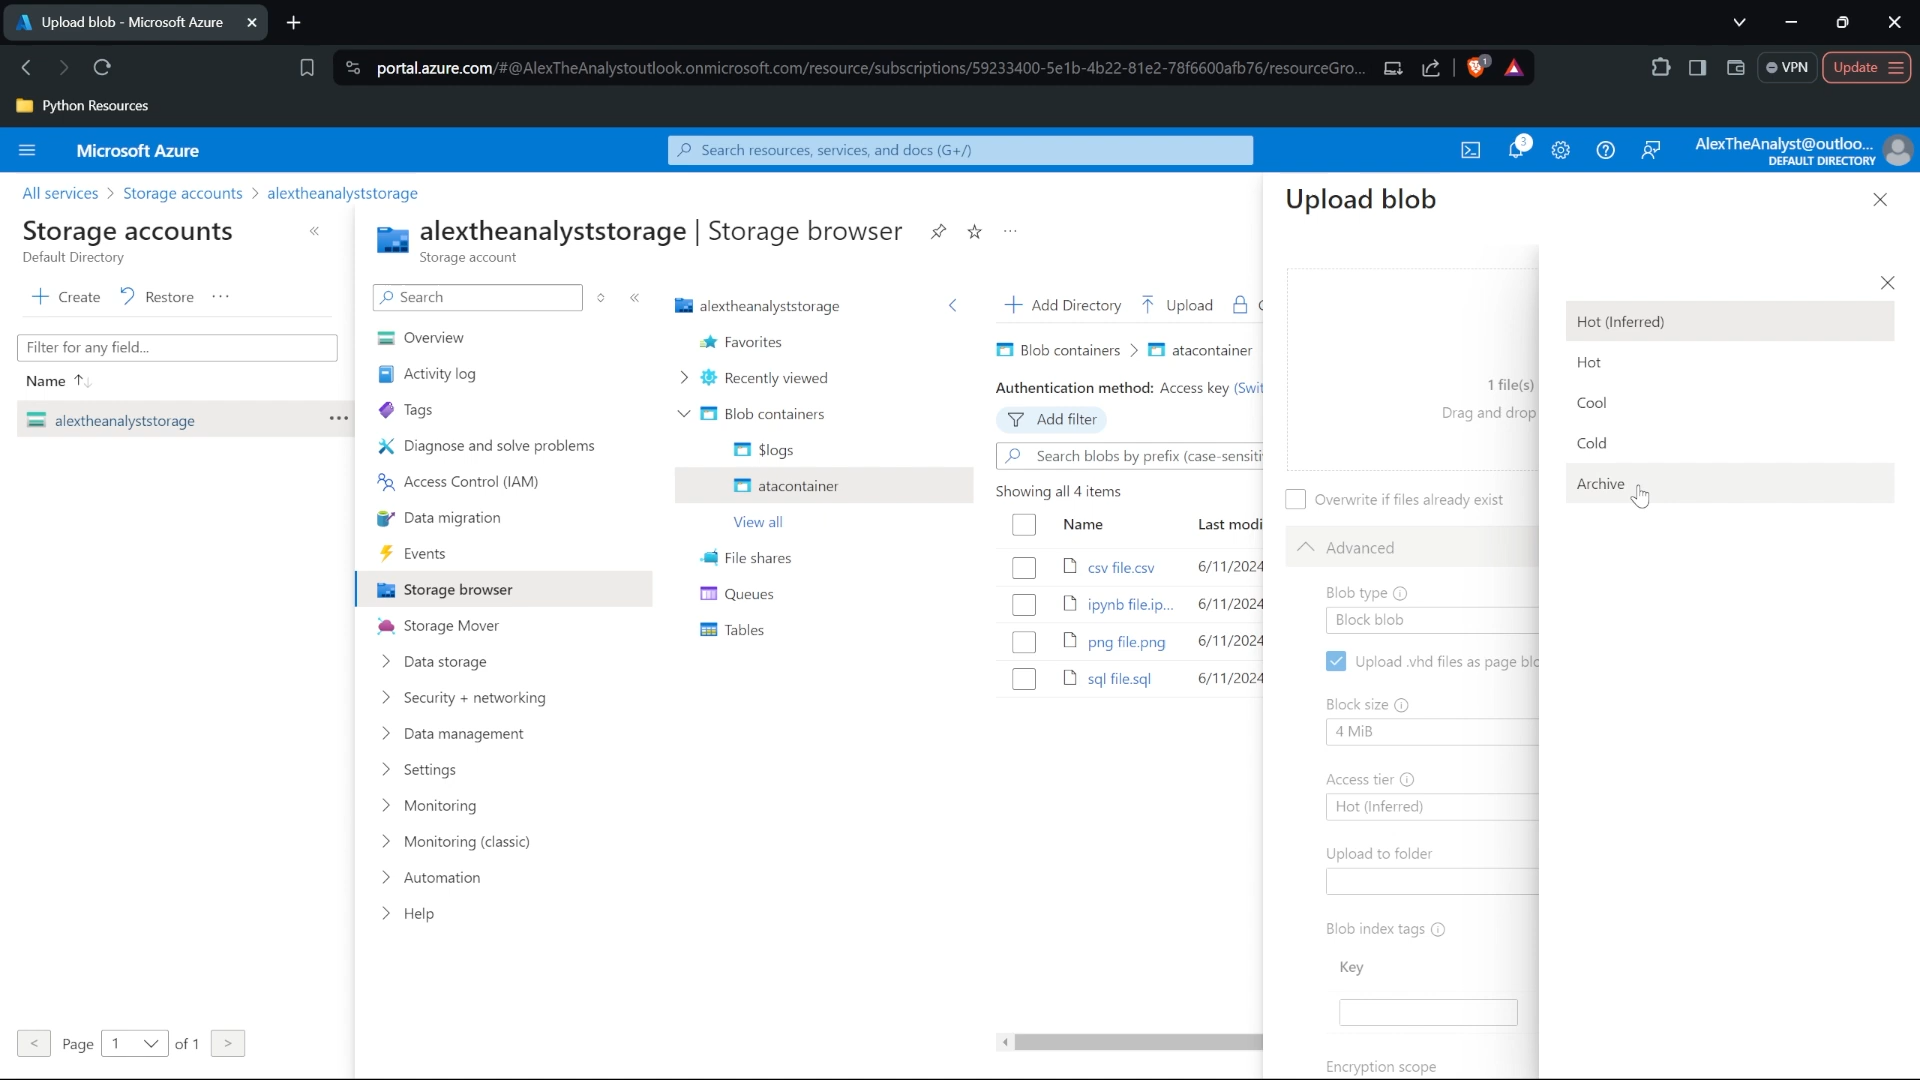 Upload blob - Microsoft Azure
portal.azure.com/#@AlexTheAnalystoutlook.onmicrosoft.com/resource/subscriptions/59233400-5e1b-4b22-81e2-78f6600afb76/resourceGro...
1
VPN
Update
Python Resources
Microsoft Azure
Search resources, services, and docs (G+/)
3
AlexTheAnalyst@outloo...
DEFAULT DIRECTORY
All services > Storage accounts > alextheanalyststorage
Storage accounts
Default Directory
Create
Restore
Filter for any field...
Name
alextheanalyststorage
Page 1 of 1
alextheanalyststorage | Storage browser
Storage account
Search
Overview
Activity log
Tags
Diagnose and solve problems
Access Control (IAM)
Data migration
Events
Storage browser
Storage Mover
Data storage
Security + networking
Data management
Settings
Monitoring
Monitoring (classic)
Automation
Help
alextheanalyststorage
Favorites
Recently viewed
Blob containers
$logs
atacontainer
View all
File shares
Queues
Tables
Add Directory
Upload
Blob containers > atacontainer
Authentication method: Access key (Swit
Add filter
Search blobs by prefix (case-sensiti
Showing all 4 items
Name
Last modi
csv file.csv
6/11/2024
ipynb file.ip...
6/11/2024
png file.png
6/11/2024
sql file.sql
6/11/2024
Upload blob
1 file(s)
Drag and drop
Overwrite if files already exist
Advanced
Blob type
Block blob
Upload .vhd files as page blo
Block size
4 MiB
Access tier
Hot (Inferred)
Upload to folder
Blob index tags
Key
Encryption scope
Hot (Inferred)
Hot
Cool
Cold
Archive